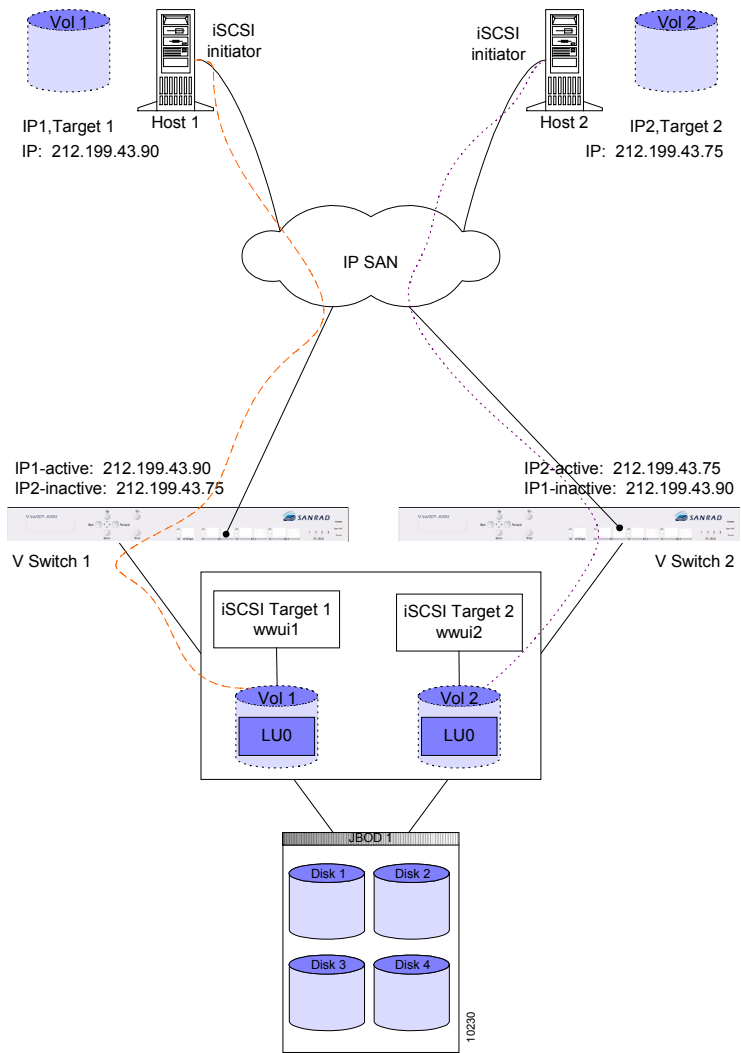 Vol 1
iSCSI
initiator
iSCSI
initiator
Vol 2
Host 1
Host 2
IP1,Target 1
IP: 212.199.43.90
IP2,Target 2
IP: 212.199.43.75
IP SAN
IP1-active: 212.199.43.90
IP2-inactive: 212.199.43.75
IP2-active: 212.199.43.75
IP1-inactive: 212.199.43.90
SANRAD
SANRAD
V Switch 1
V Switch 2
iSCSI Target 1
wwui1
iSCSI Target 2
wwui2
Vol 1
LU0
Vol 2
LU0
JBOD 1
Disk 1
Disk 2
Disk 3
Disk 4
10230